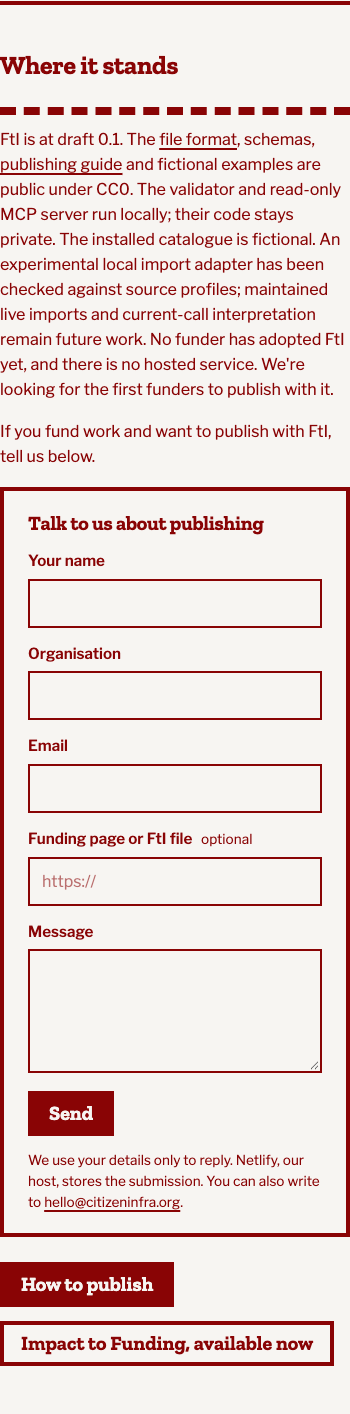 Where it stands
FtI is at draft 0.1. The file format, schemas,
publishing guide and fictional examples are
public under CC0. The validator and read-only
MCP server run locally; their code stays
private. The installed catalogue is fictional. An
experimental local import adapter has been
checked against source profiles; maintained
live imports and current-call interpretation
remain future work. No funder has adopted FtI
yet, and there is no hosted service. We're
looking for the first funders to publish with it.
If you fund work and want to publish with FtI,
tell us below.
Talk to us about publishing
Your name
Organisation
Email
Funding page or FtI file optional
https://
Message
Send
We use your details only to reply. Netlify, our
host, stores the submission. You can also write
to hello@citizeninfra.org.
How to publish
Impact to Funding, available now